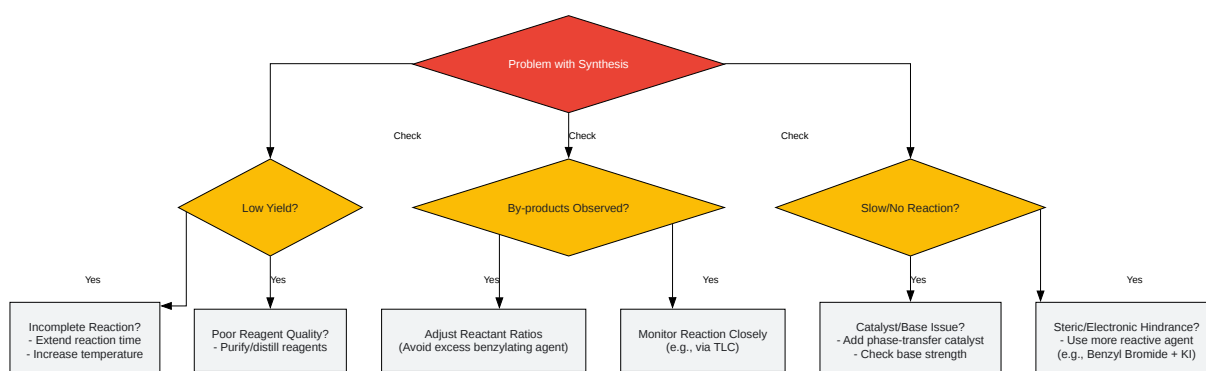 Problem with Synthesis
Check
Check
Check
Low Yield?
By-products Observed?
Slow/No Reaction?
Yes
Yes
Yes
Yes
Yes
Yes
Incomplete Reaction?
- Extend reaction time
- Increase temperature
Poor Reagent Quality?
- Purify/distill reagents
Adjust Reactant Ratios
(Avoid excess benzylating agent)
Monitor Reaction Closely
(e.g., via TLC)
Catalyst/Base Issue?
- Add phase-transfer catalyst
- Check base strength
Steric/Electronic Hindrance?
- Use more reactive agent
(e.g., Benzyl Bromide + KI)